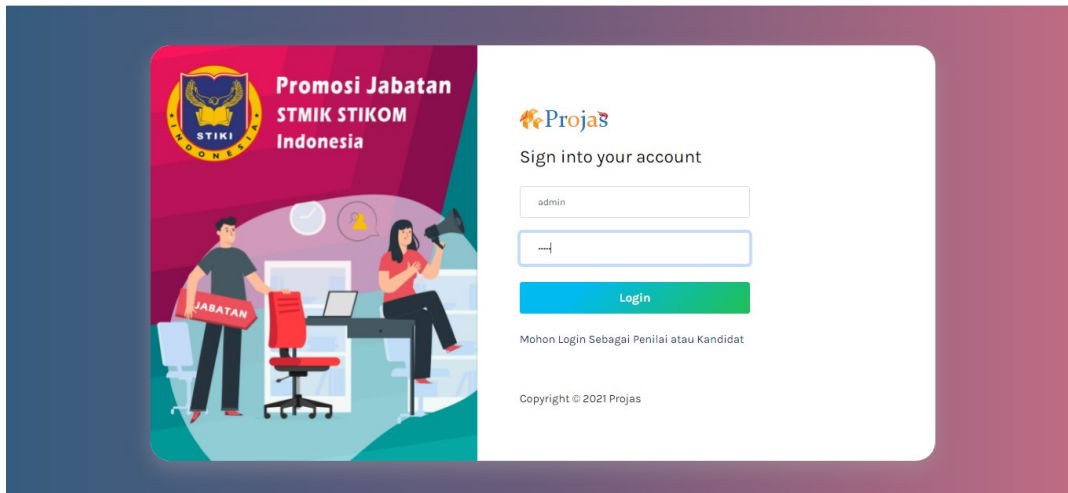 STIKI
INDONESIA
Promosi Jabatan
STMIK STIKOM
Indonesia
JABATAN
Projas
Sign into your account
admin
·····
Login
Mohon Login Sebagai Penilai atau Kandidat
Copyright © 2021 Projas